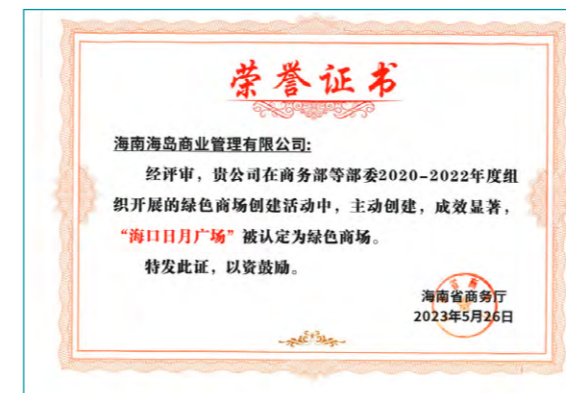 荣誉证书
海南海岛商业管理有限公司:
经评审，贵公司在商务部等部委2020-2022年度组
织开展的绿色商场创建活动中，主动创建，成效显著，
“海口日月广场”被认定为绿色商场。
特发此证，以资鼓励。
海南省商务厅
2023年5月26日